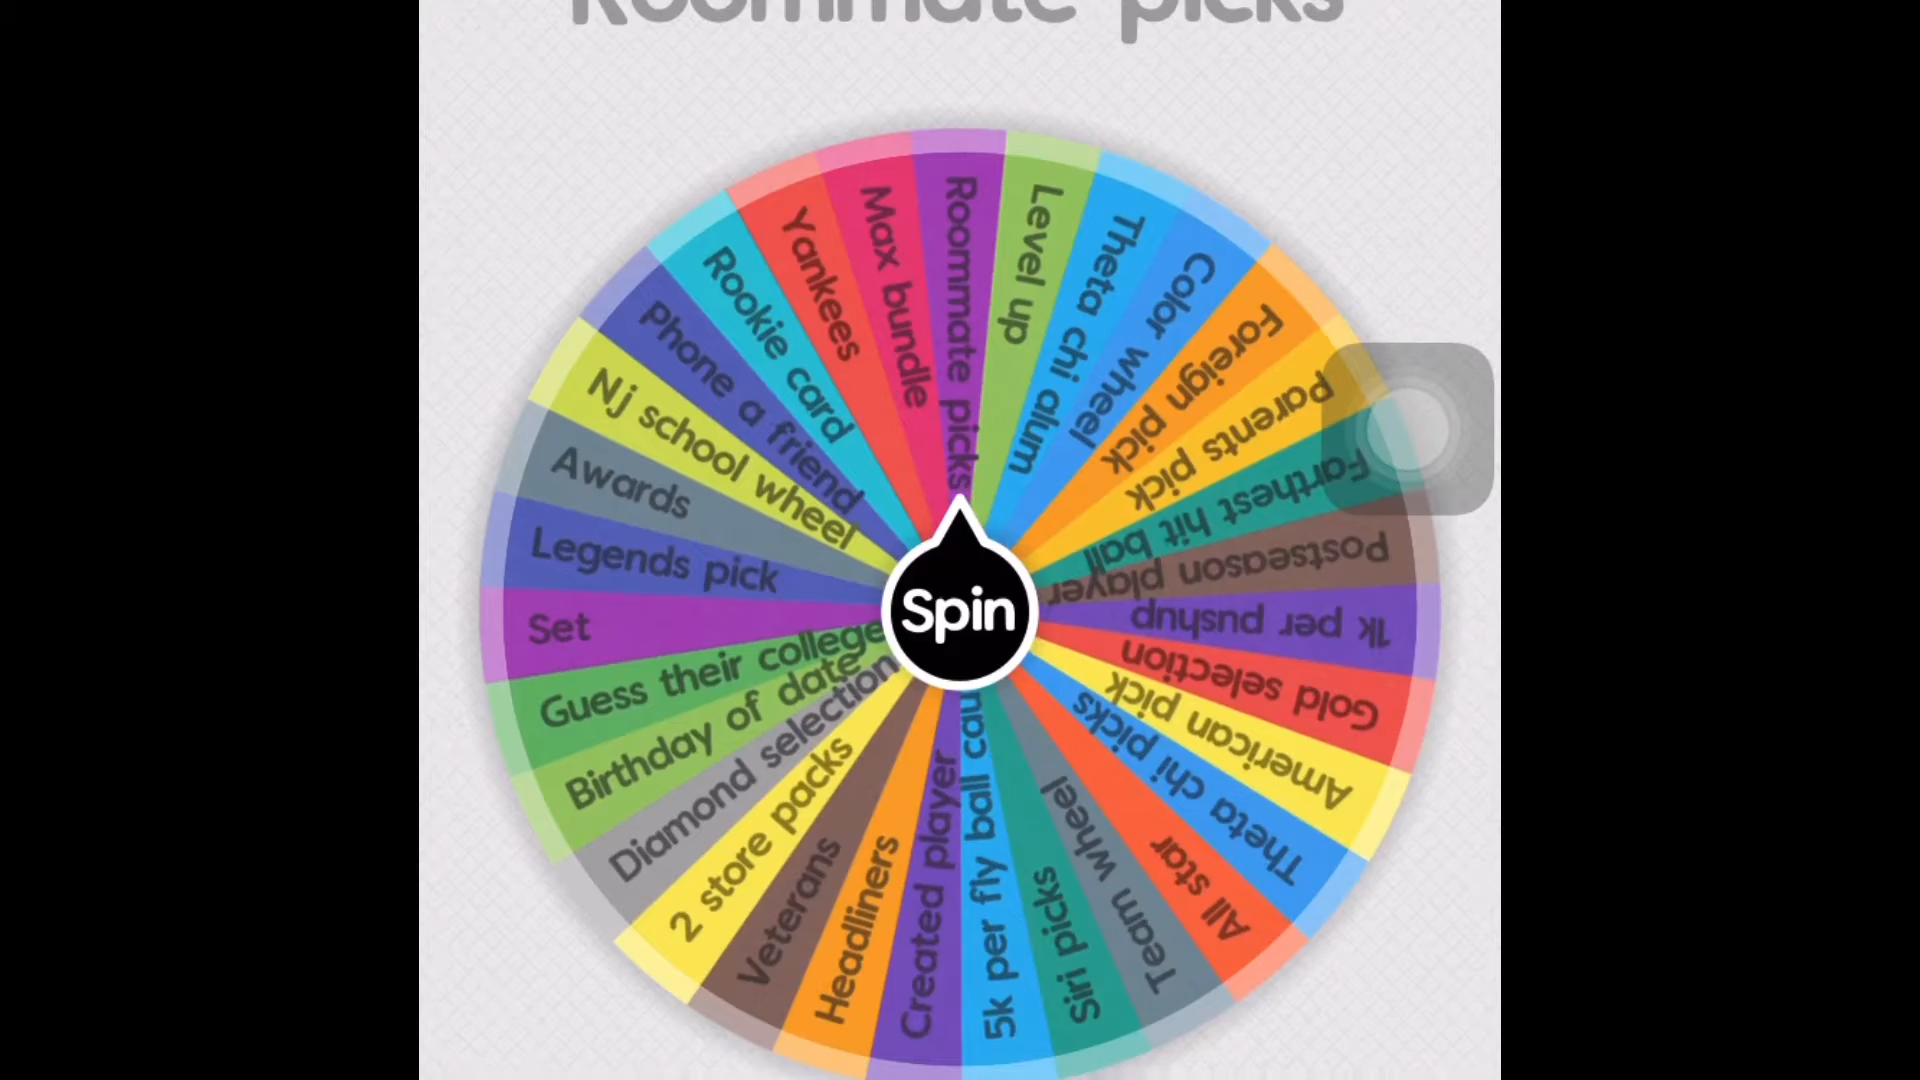 Roommate picks
Roommate picks
Level up
Theta chi alum
Color wheel
Foreign pick
Parents pick
Farthest hit ball
Postseason player
1k per pushup
Gold selection
American pick
Theta chi picks
All star
Team wheel
Siri picks
5k per fly ball cau
Created player
Headliners
Veterans
2 store packs
Diamond selection
Birthday of date
Guess their college
Set
Legends pick
Awards
Nj school wheel
Phone a friend
Rookie card
Yankees
Max bundle
Spin